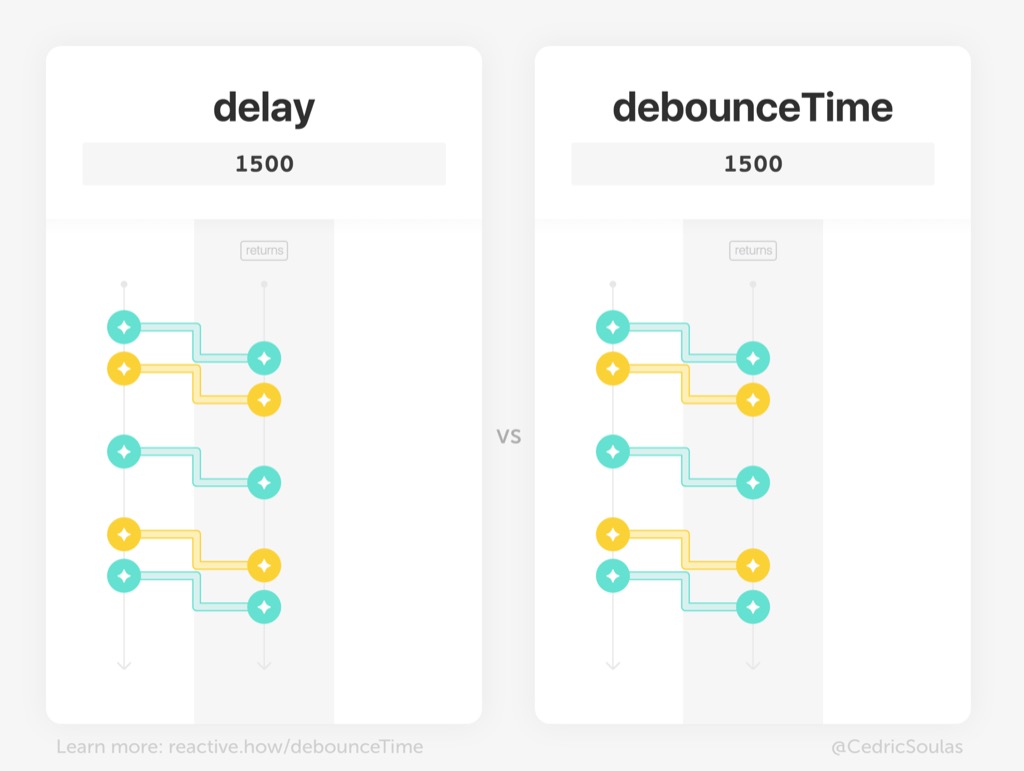 delay
1500
returns
vs
debounceTime
1500
returns
Learn more: reactive.how/debounceTime
@CedricSoulas